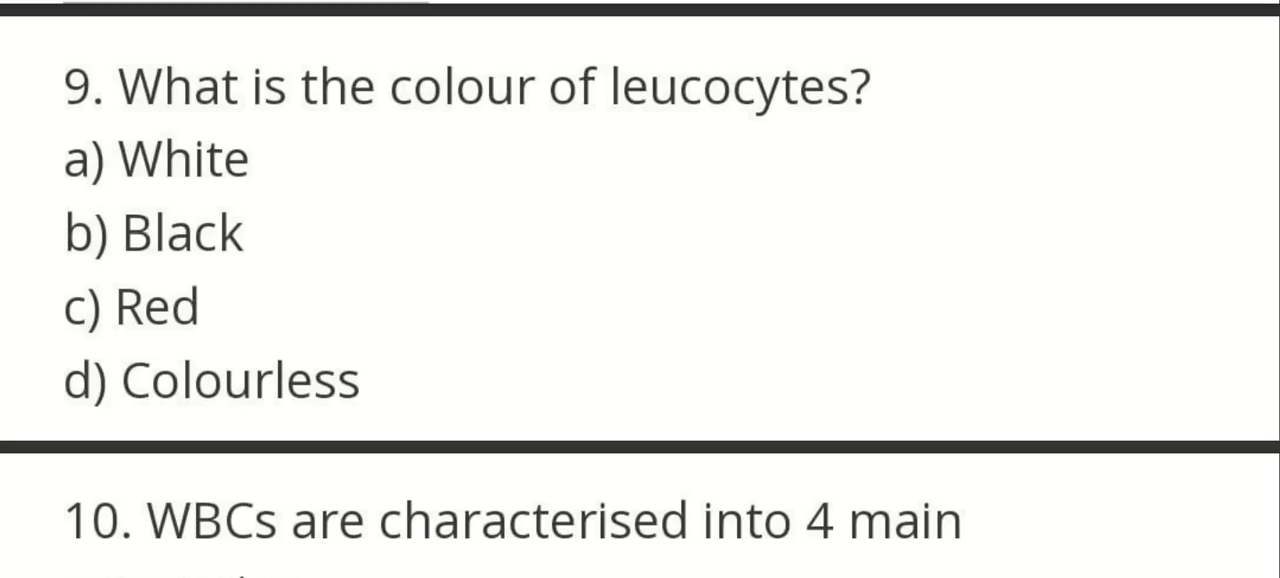 9. What is the colour of leucocytes?
a) White
b) Black
c) Red
d) Colourless
10. WBCs are characterised into 4 main